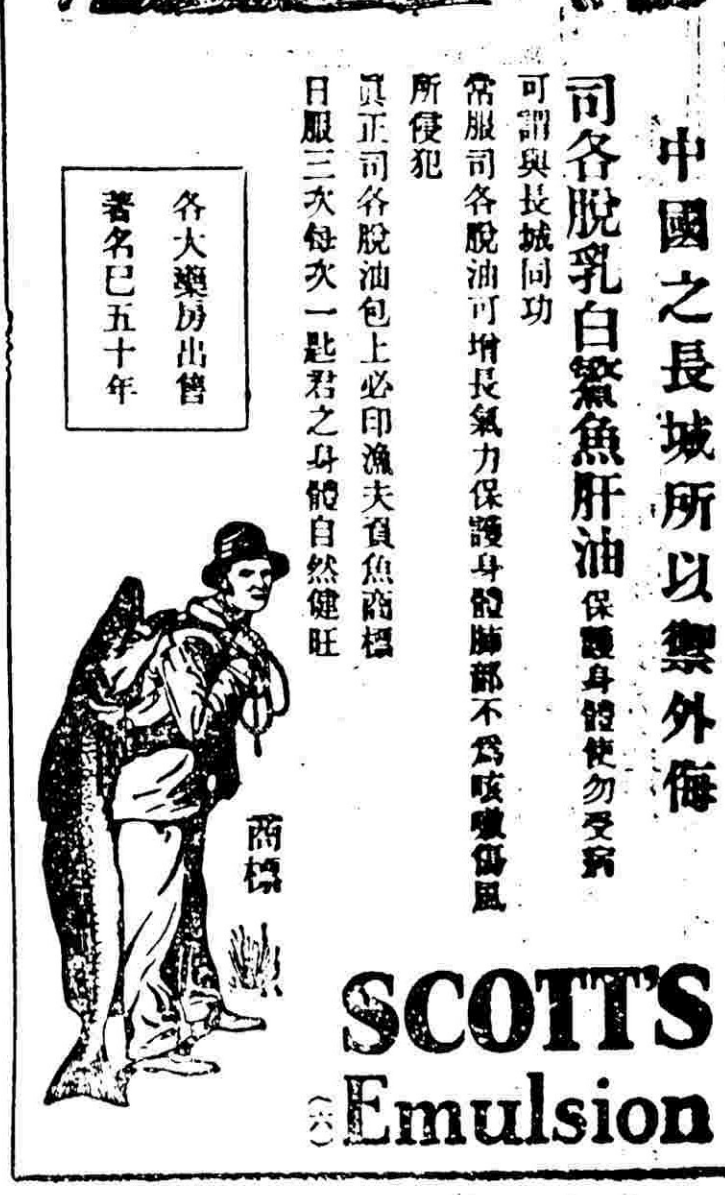 中國之長城所以禦外侮
司各脫乳白鰵魚肝油保護身體使勿受病
可謂與長城同功
常服司各脫油可增長氣力保護身體肺部不爲咳嗽傷風
所侵犯
眞正司各脫油包上必印漁夫負魚商標
日服三次每次一匙君之身體自然健旺
各大藥房出售
著名已五十年
商標
SCOTT'S
Emulsion
(六)